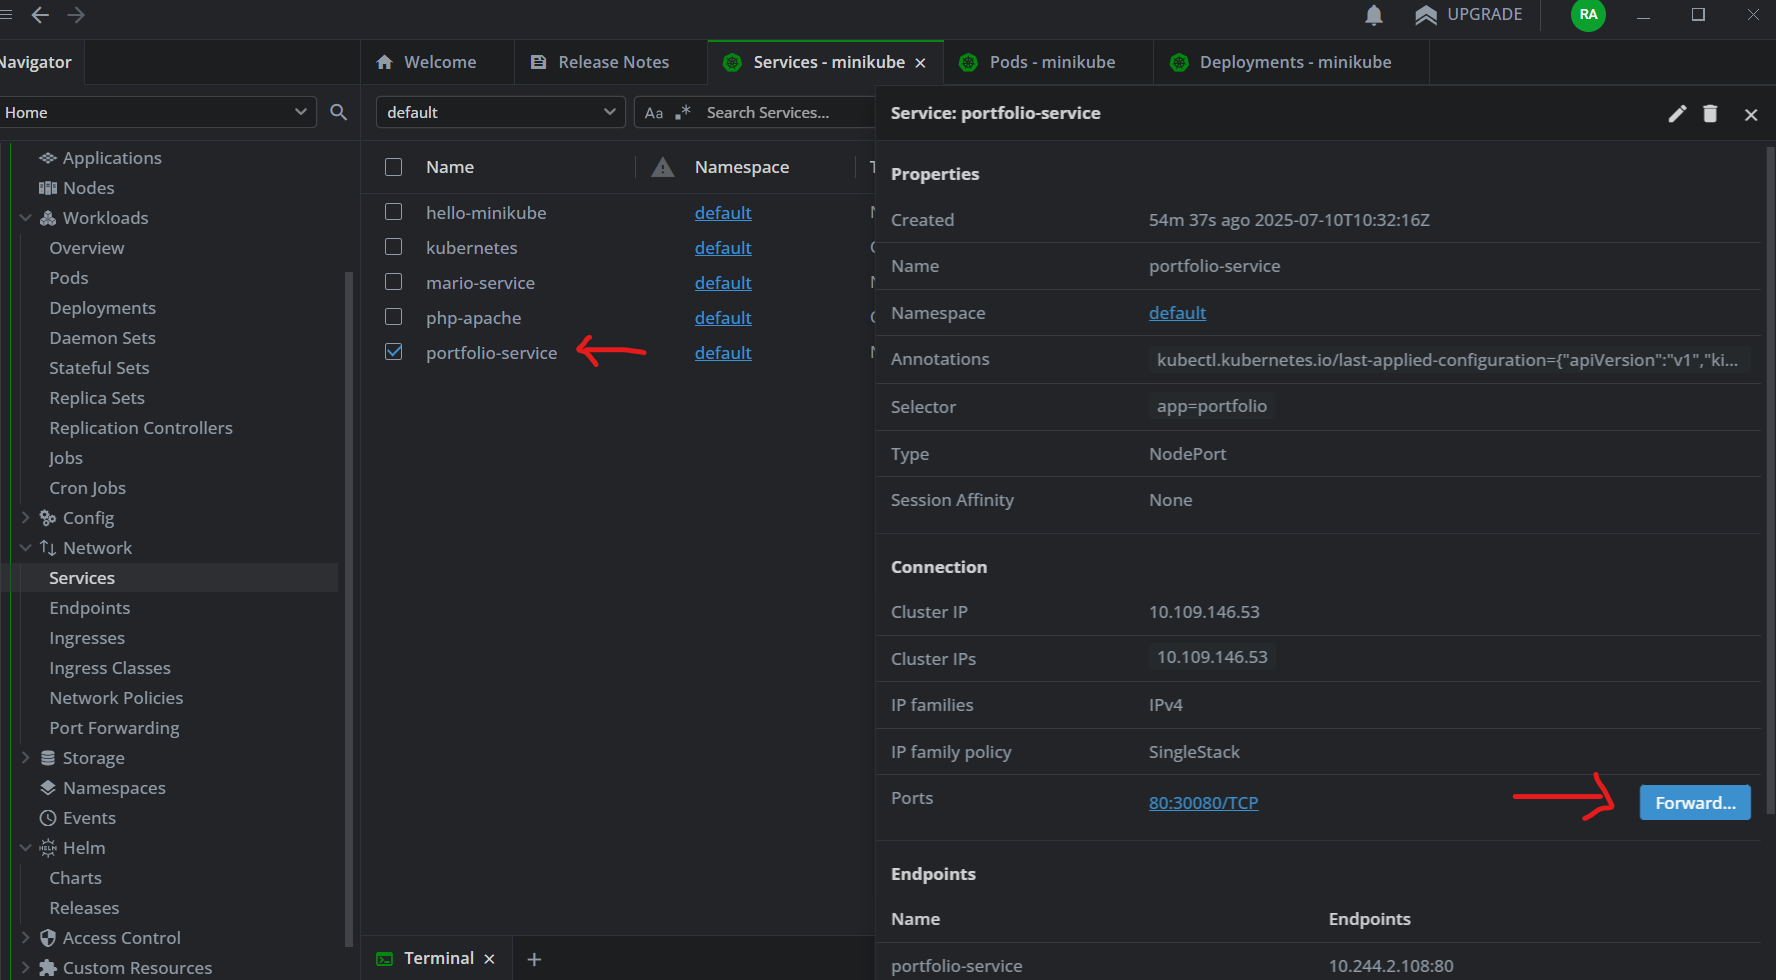 UPGRADE
RA
Navigator
Welcome
Release Notes
Services - minikube
Pods - minikube
Deployments - minikube
Home
default
Aa .* Search Services...
Applications
Nodes
Workloads
Overview
Pods
Deployments
Daemon Sets
Stateful Sets
Replica Sets
Replication Controllers
Jobs
Cron Jobs
Config
Network
Services
Endpoints
Ingresses
Ingress Classes
Network Policies
Port Forwarding
Storage
Namespaces
Events
HELM Helm
Charts
Releases
Access Control
Custom Resources
Name Namespace
hello-minikube default
kubernetes default
mario-service default
php-apache default
portfolio-service default
Terminal
Service: portfolio-service
Properties
Created 54m 37s ago 2025-07-10T10:32:16Z
Name portfolio-service
Namespace default
Annotations kubectl.kubernetes.io/last-applied-configuration={"apiVersion":"v1","ki...
Selector app=portfolio
Type NodePort
Session Affinity None
Connection
Cluster IP 10.109.146.53
Cluster IPs 10.109.146.53
IP families IPv4
IP family policy SingleStack
Ports 80:30080/TCP Forward...
Endpoints
Name Endpoints
portfolio-service 10.244.2.108:80